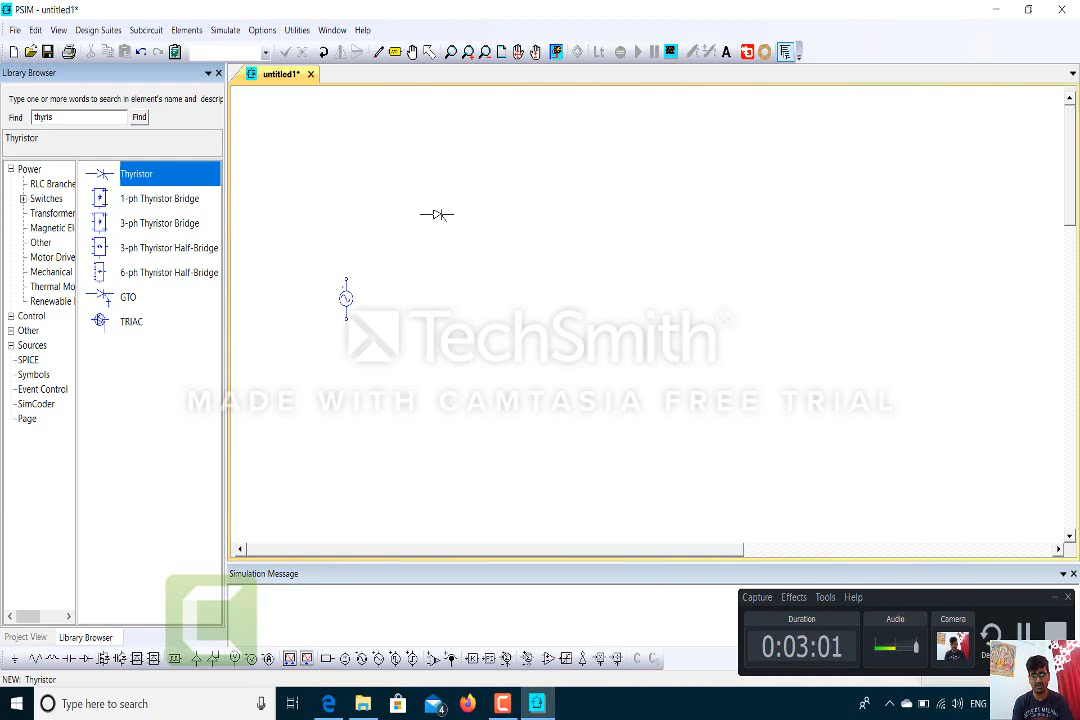 PSIM - untitled1*
File Edit View Design Suites Subcircuit Elements Simulate Options Utilities Window Help
Lt
A
Library Browser
untitled1*
Type one or more words to search in element's name and descrip
Find thyris Find
Thyristor
Power
RLC Branche
Switches
Transformer
Magnetic El
Other
Motor Drive
Mechanical
Thermal Mo
Renewable
Control
Other
Sources
SPICE
Symbols
Event Control
SimCoder
Page
Thyristor
1-ph Thyristor Bridge
3-ph Thyristor Bridge
3-ph Thyristor Half-Bridge
6-ph Thyristor Half-Bridge
GTO
TRIAC
TechSmith®
MADE WITH CAMTASIA FREE TRIAL
Simulation Message
Project View Library Browser
NEW: Thyristor
Capture Effects Tools Help
Duration
0:03:01
Audio
Camera
Type here to search
4
ENG